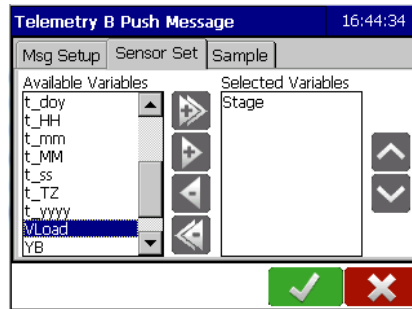 Telemetry B Push Message 16:44:34
Msg Setup Sensor Set Sample
Available Variables
t_doy
t_HH
t_mm
t_MM
t_ss
t_TZ
t_yyyy
VLoad
YB
Selected Variables
Stage